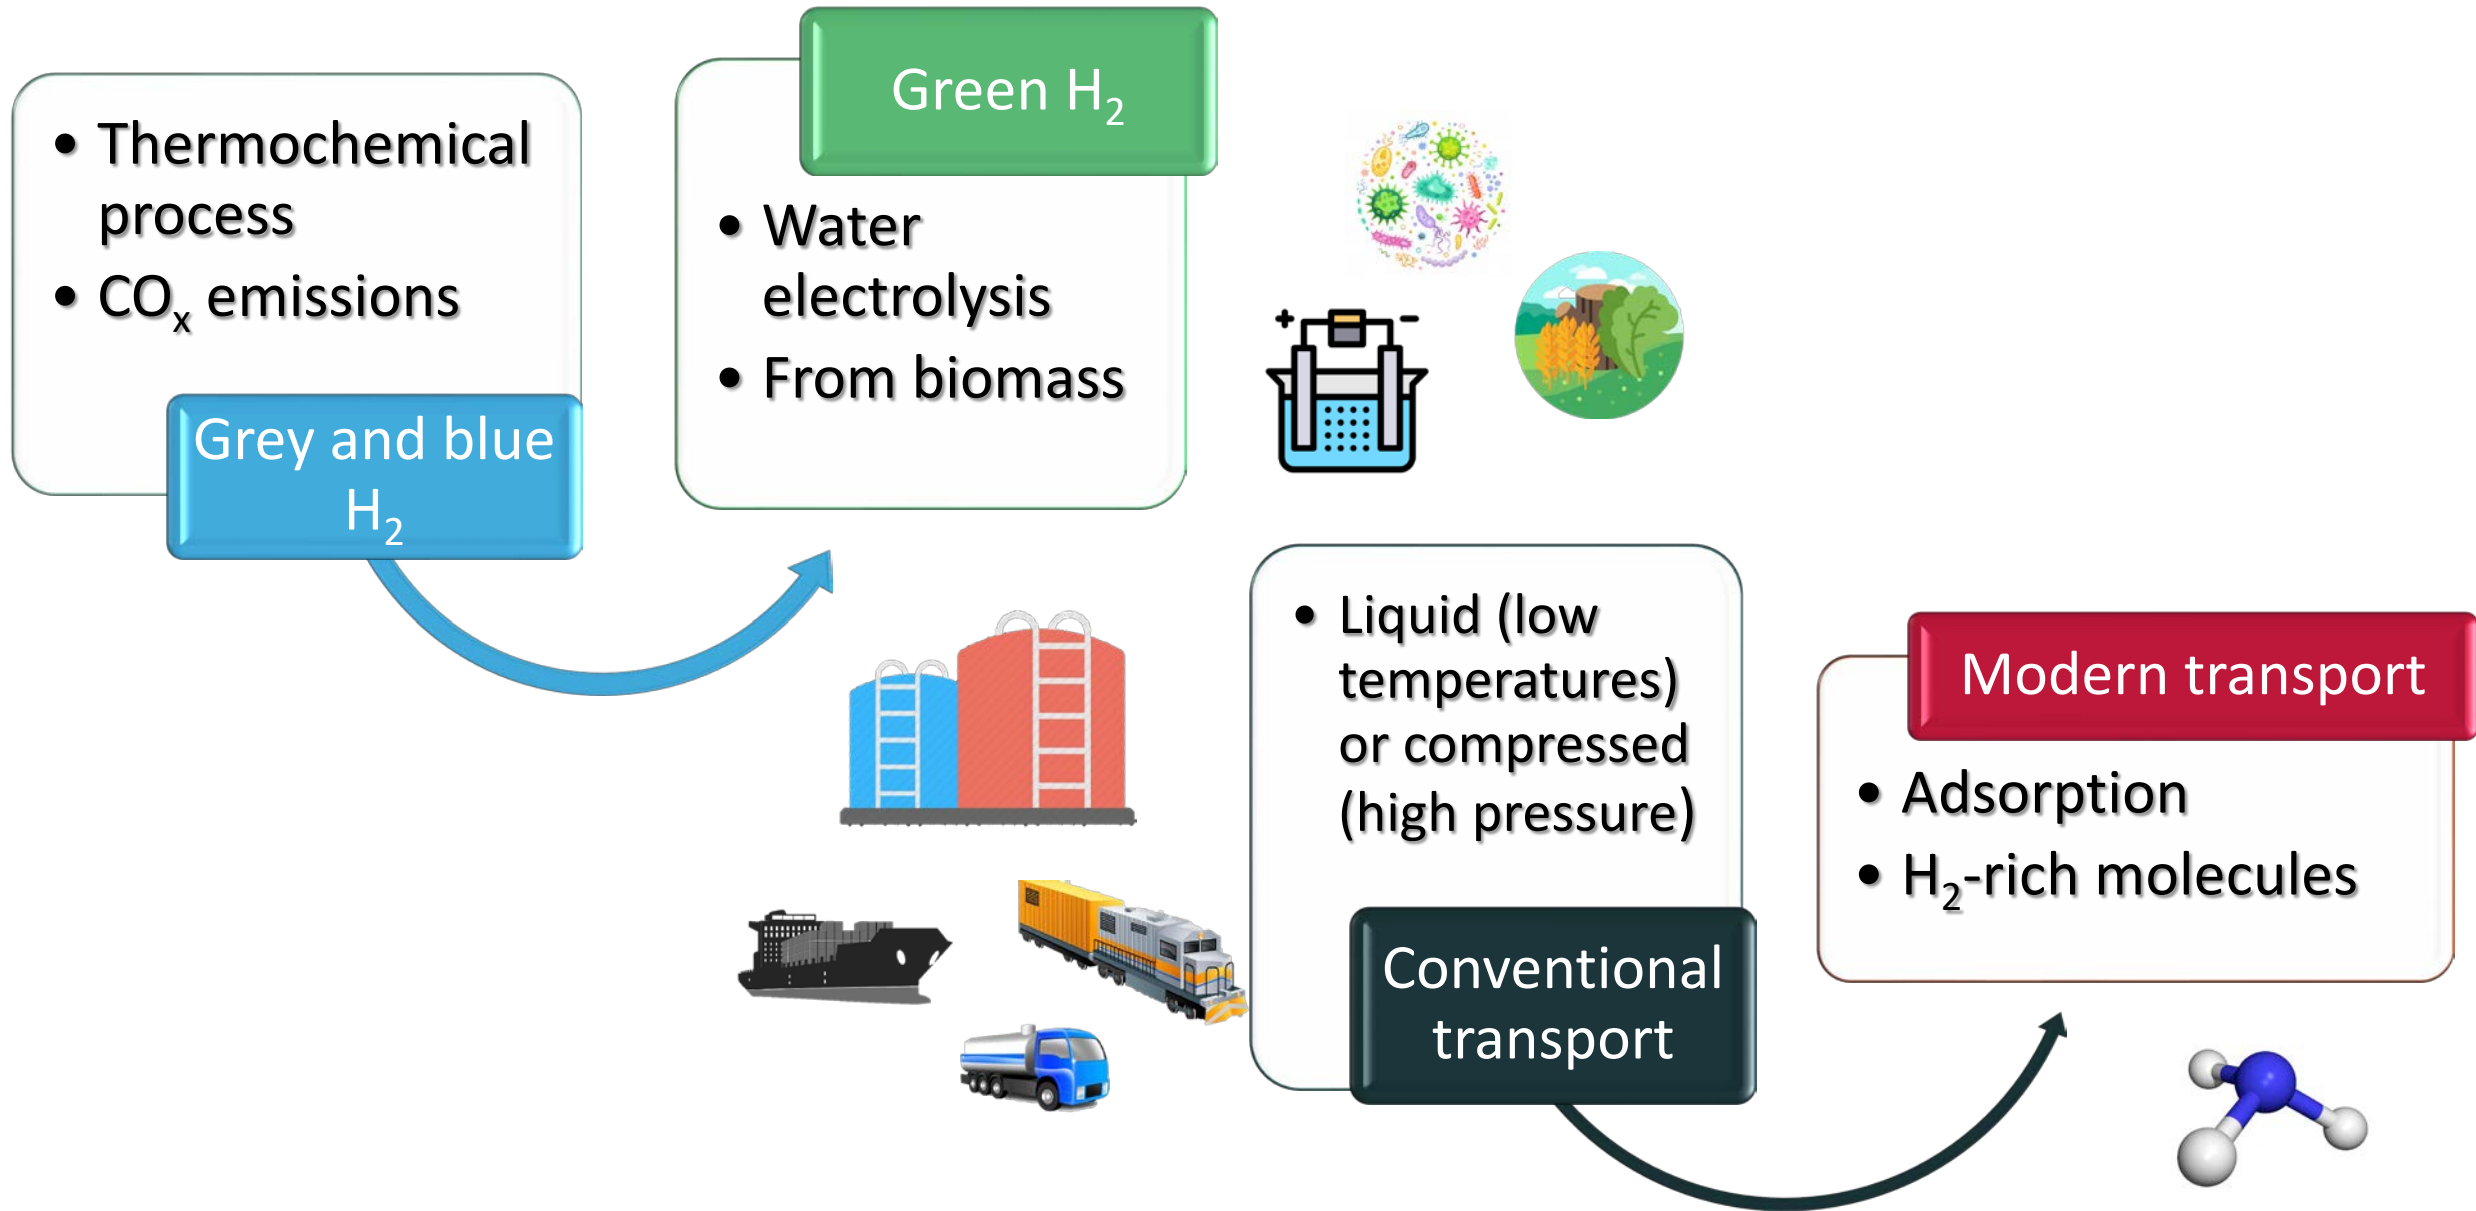 • Thermochemical
process
• COₓ emissions
Grey and blue
H₂
Green H₂
• Water
electrolysis
• From biomass
+ −
• Liquid (low
temperatures)
or compressed
(high pressure)
Conventional
transport
Modern transport
• Adsorption
• H₂-rich molecules